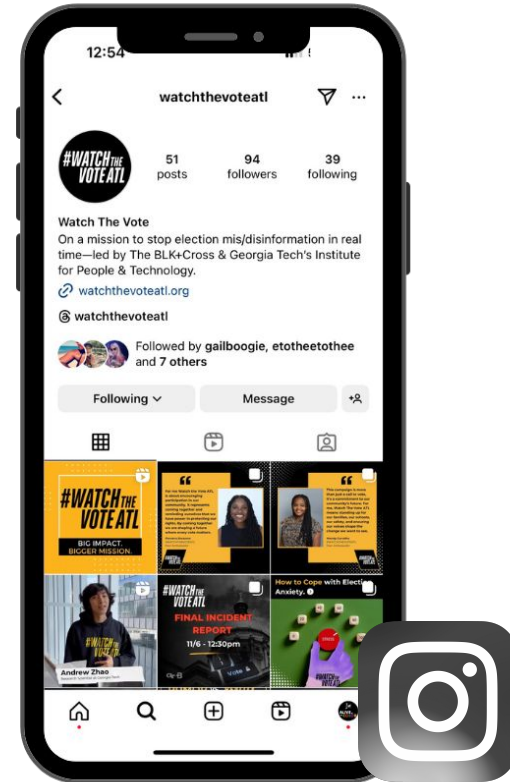 12:54
watchthevoteatl
#WATCH THE
VOTE ATL
51
posts
94
followers
39
following
Watch The Vote
On a mission to stop election mis/disinformation in real
time—led by The BLK+Cross & Georgia Tech's Institute
for People & Technology.
watchthevoteatl.org
watchthevoteatl
Followed by gailboogie, etotheetothee
and 7 others
Following
Message
#WATCH THE
VOTE ATL
BIG IMPACT.
BIGGER MISSION.
Andrew Zhao
#WATCH THE
VOTE ATL
FINAL INCIDENT
REPORT
11/6 - 12:30pm
How to Cope with Election
Anxiety.